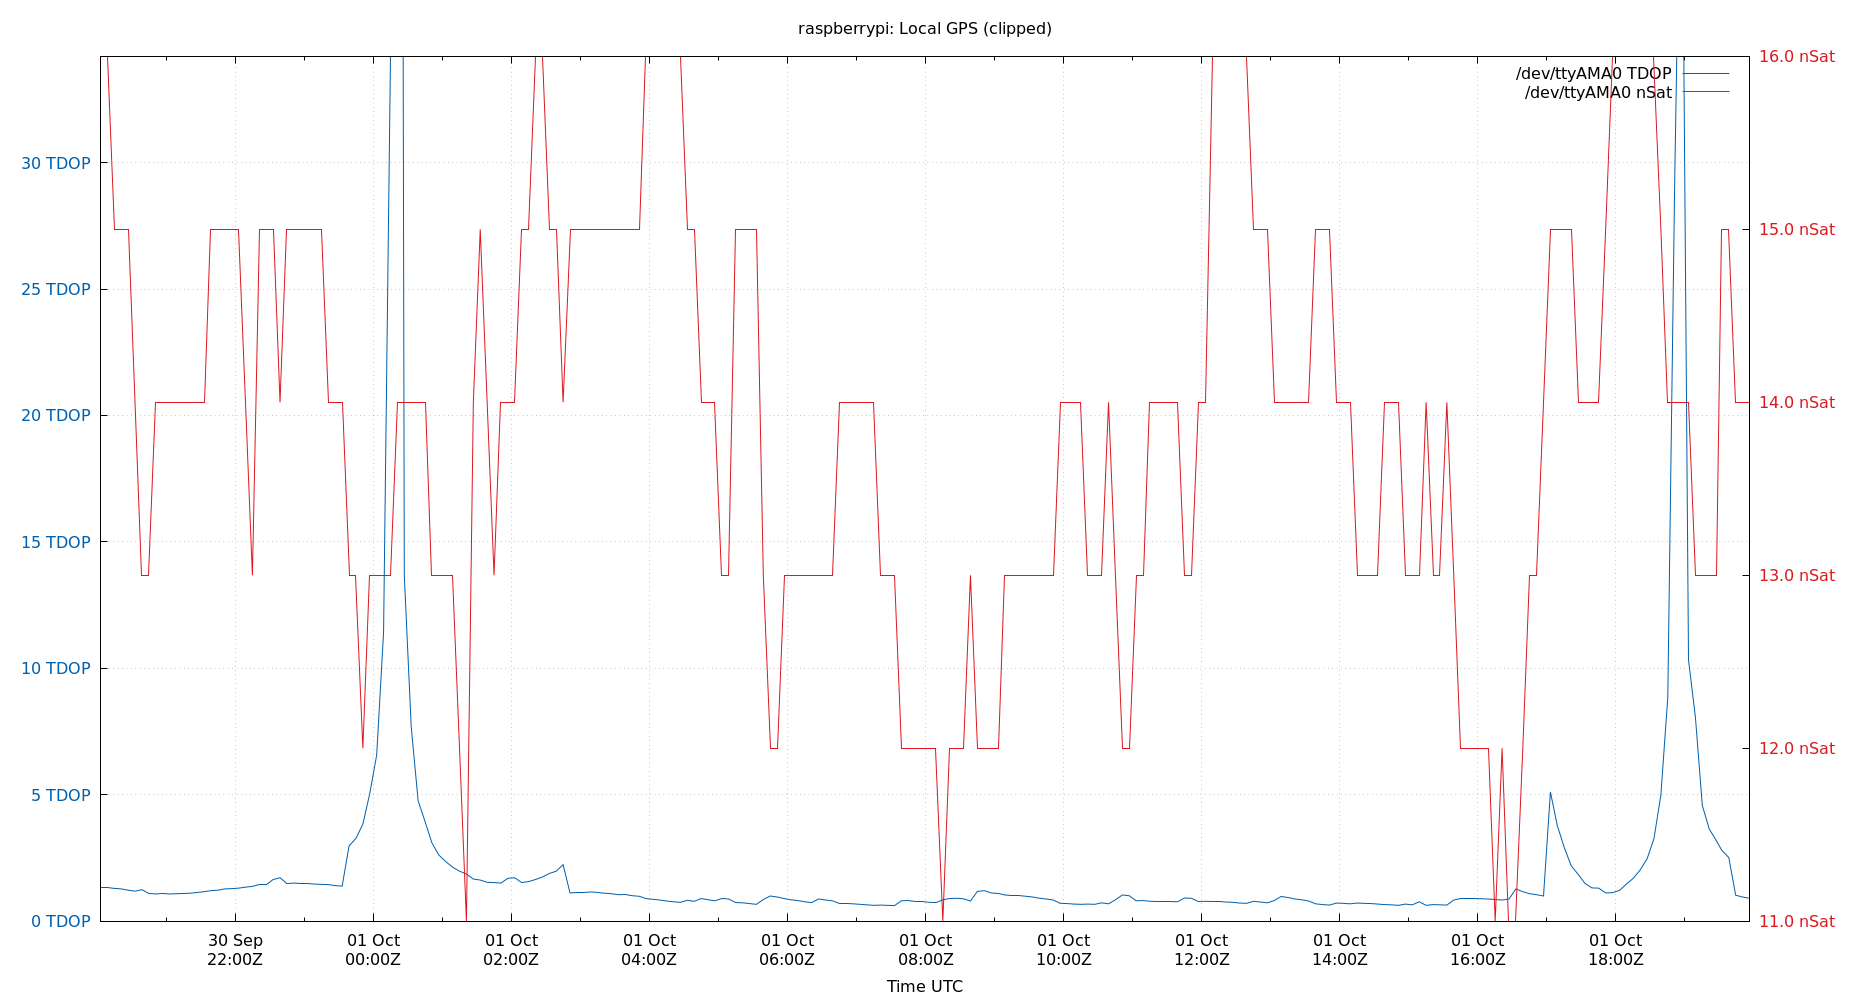 raspberrypi: Local GPS (clipped)
16.0 nSat
/dev/ttyAMA0 TDOP
/dev/ttyAMA0 nSat
30 TDOP
15.0 nSat
25 TDOP
20 TDOP
14.0 nSat
15 TDOP
13.0 nSat
10 TDOP
12.0 nSat
5 TDOP
0 TDOP
11.0 nSat
30 Sep 01 Oct 01 Oct 01 Oct 01 Oct 01 Oct 01 Oct 01 Oct 01 Oct 01 Oct 01 Oct
22:00Z 00:00Z 02:00Z 04:00Z 06:00Z 08:00Z 10:00Z 12:00Z 14:00Z 16:00Z 18:00Z
Time UTC